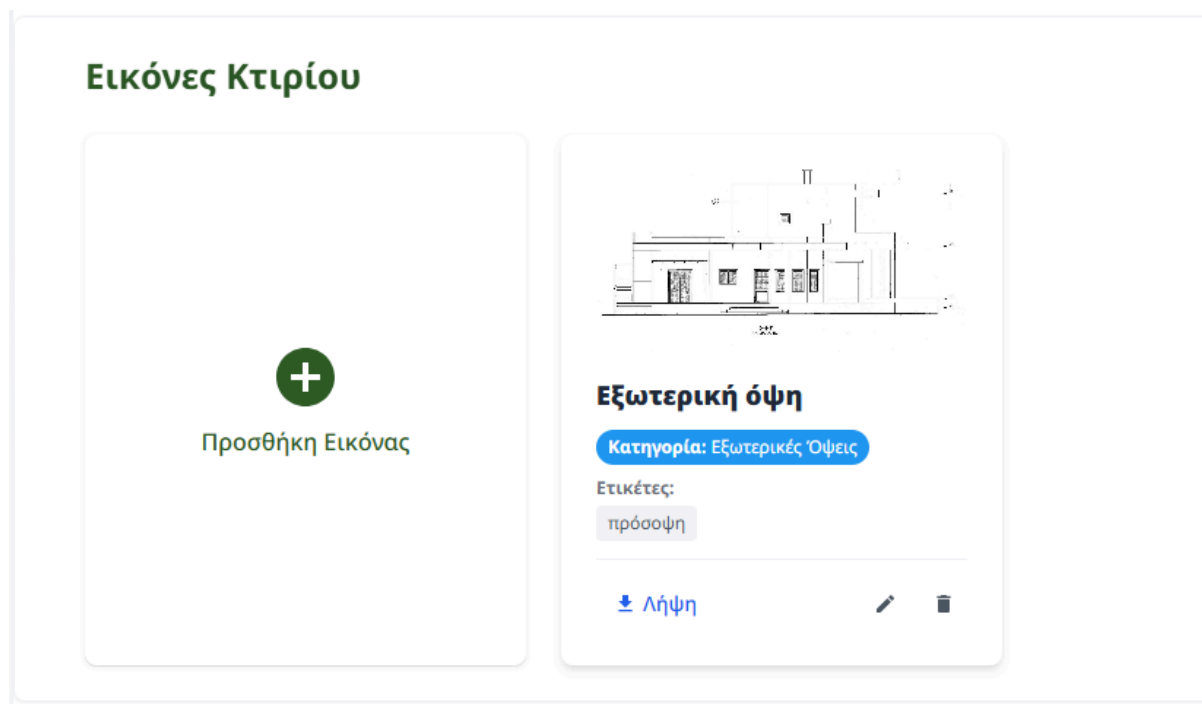 Εικόνες Κτιρίου
Προσθήκη Εικόνας
Εξωτερική όψη
Κατηγορία: Εξωτερικές Όψεις
Ετικέτες:
πρόσοψη
Λήψη